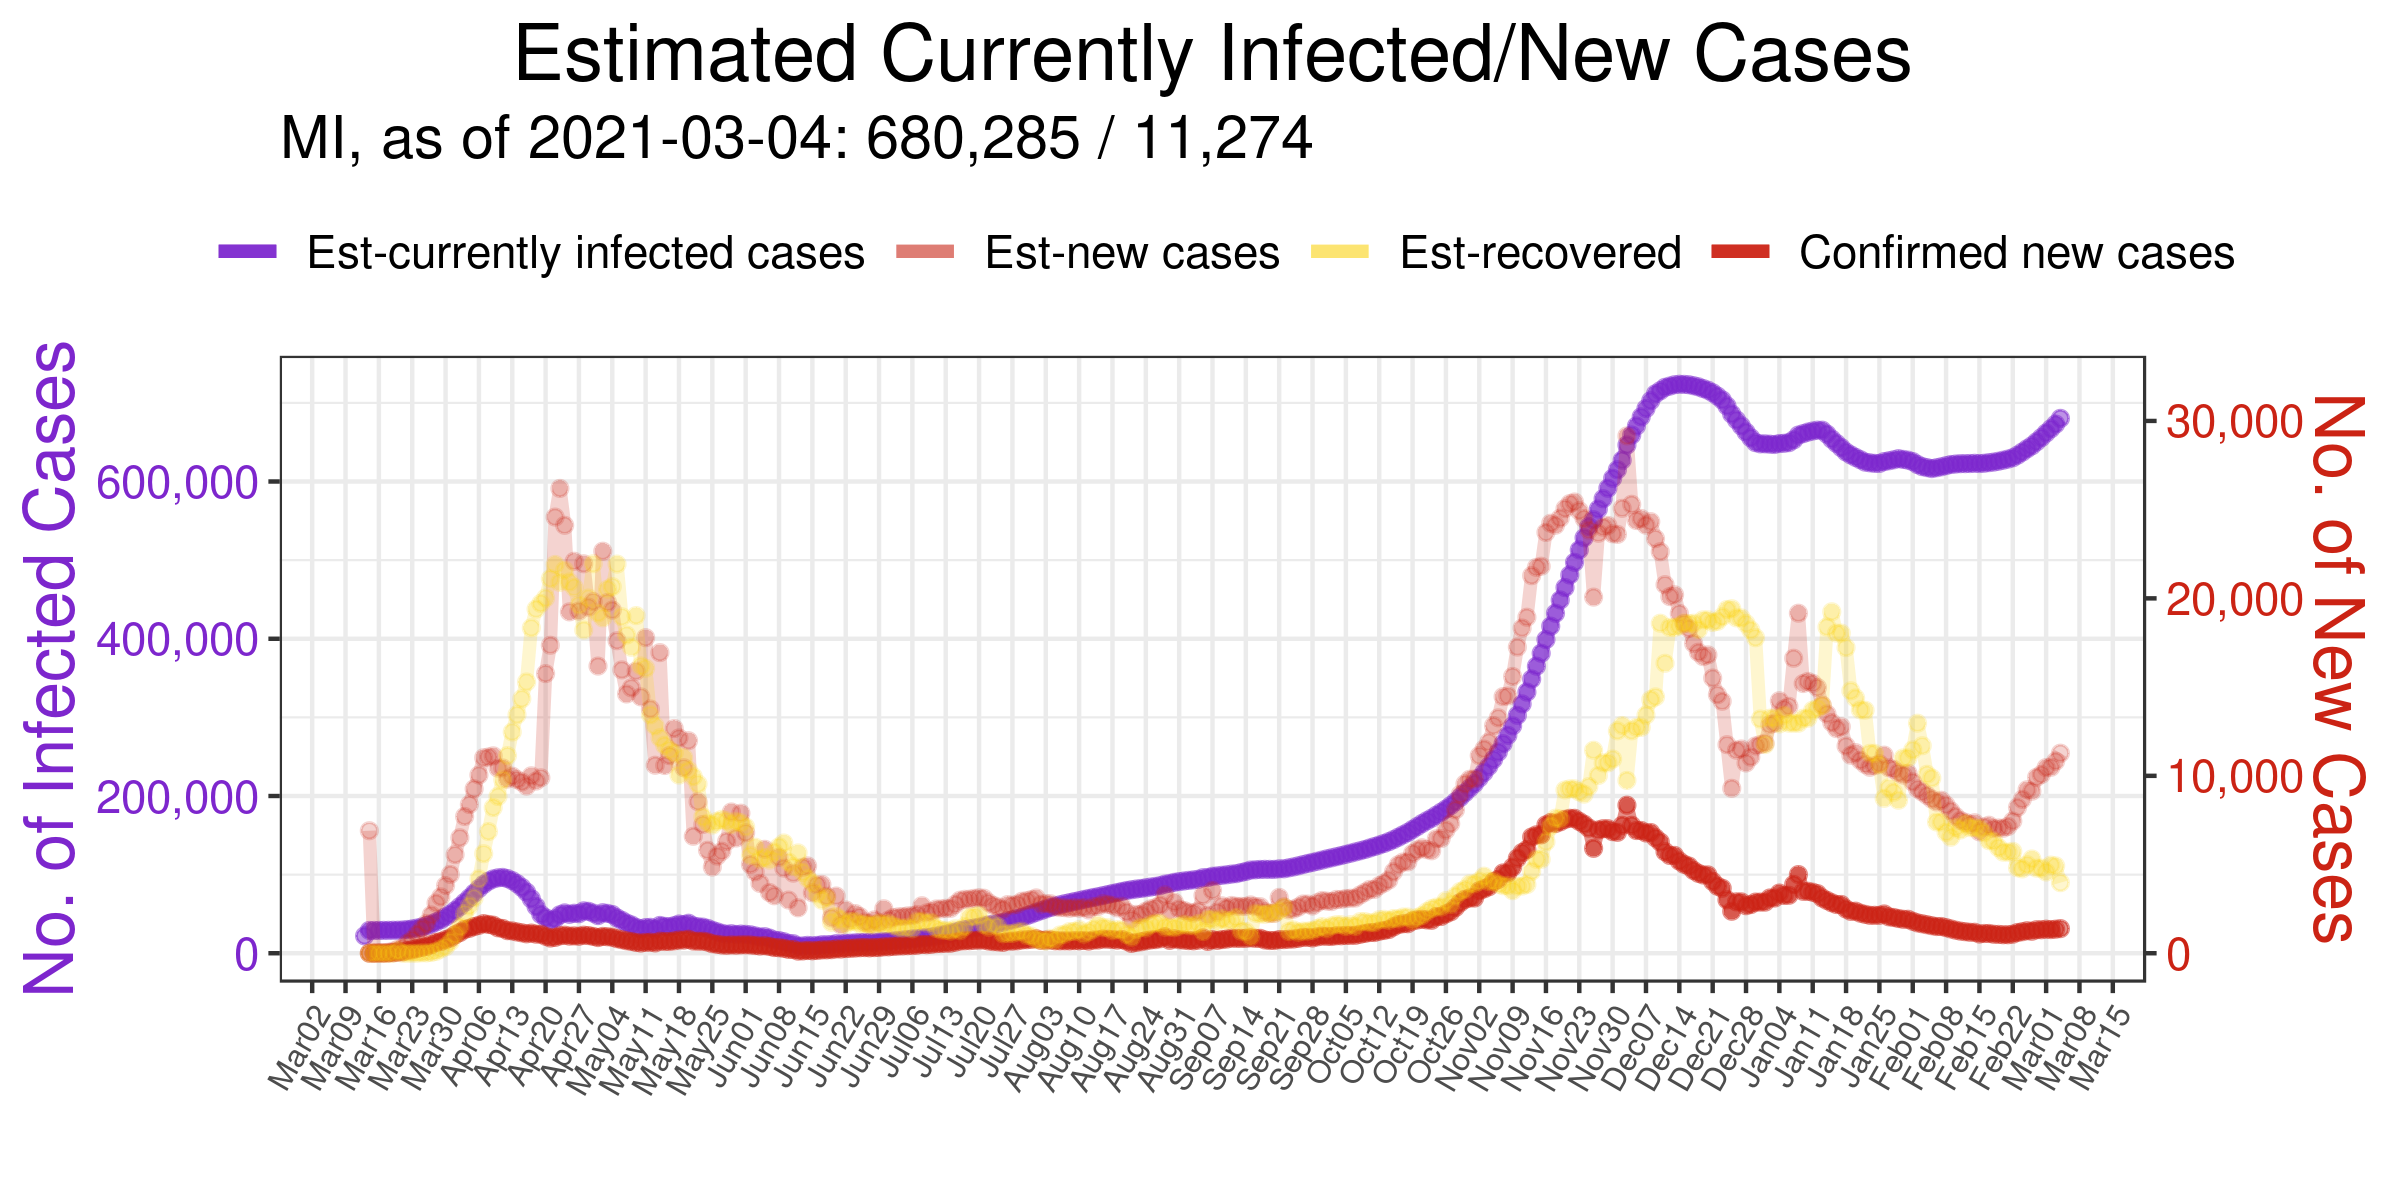 Estimated Currently Infected/New Cases
MI, as of 2021-03-04: 680,285 / 11,274
Est-currently infected cases Est-new cases Est-recovered Confirmed new cases
No. of Infected Cases
600,000
400,000
200,000
0
30,000
20,000
10,000
0
No. of New Cases
Mar02 Mar09 Mar16 Mar23 Mar30 Apr06 Apr13 Apr20 Apr27 May04 May11 May18 May25 Jun01 Jun08 Jun15 Jun22 Jun29 Jul06 Jul13 Jul20 Jul27 Aug03 Aug10 Aug17 Aug24 Aug31 Sep07 Sep14 Sep21 Sep28 Oct05 Oct12 Oct19 Oct26 Nov02 Nov09 Nov16 Nov23 Nov30 Dec07 Dec14 Dec21 Dec28 Jan04 Jan11 Jan18 Jan25 Feb01 Feb08 Feb15 Feb22 Mar01 Mar08 Mar15